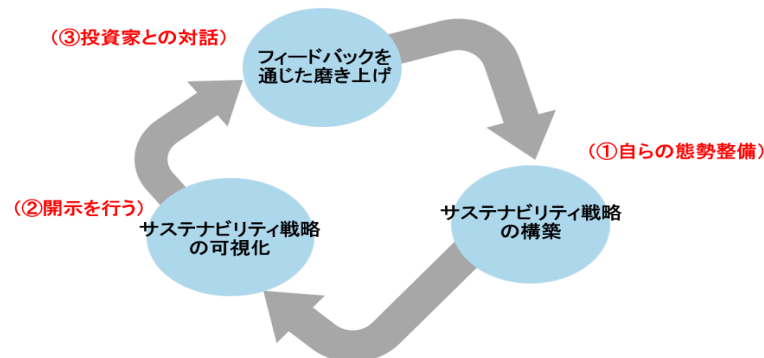 （③投資家との対話）
フィードバックを
通じた磨き上げ
（①自らの態勢整備）
サステナビリティ戦略
の構築
（②開示を行う）
サステナビリティ戦略
の可視化